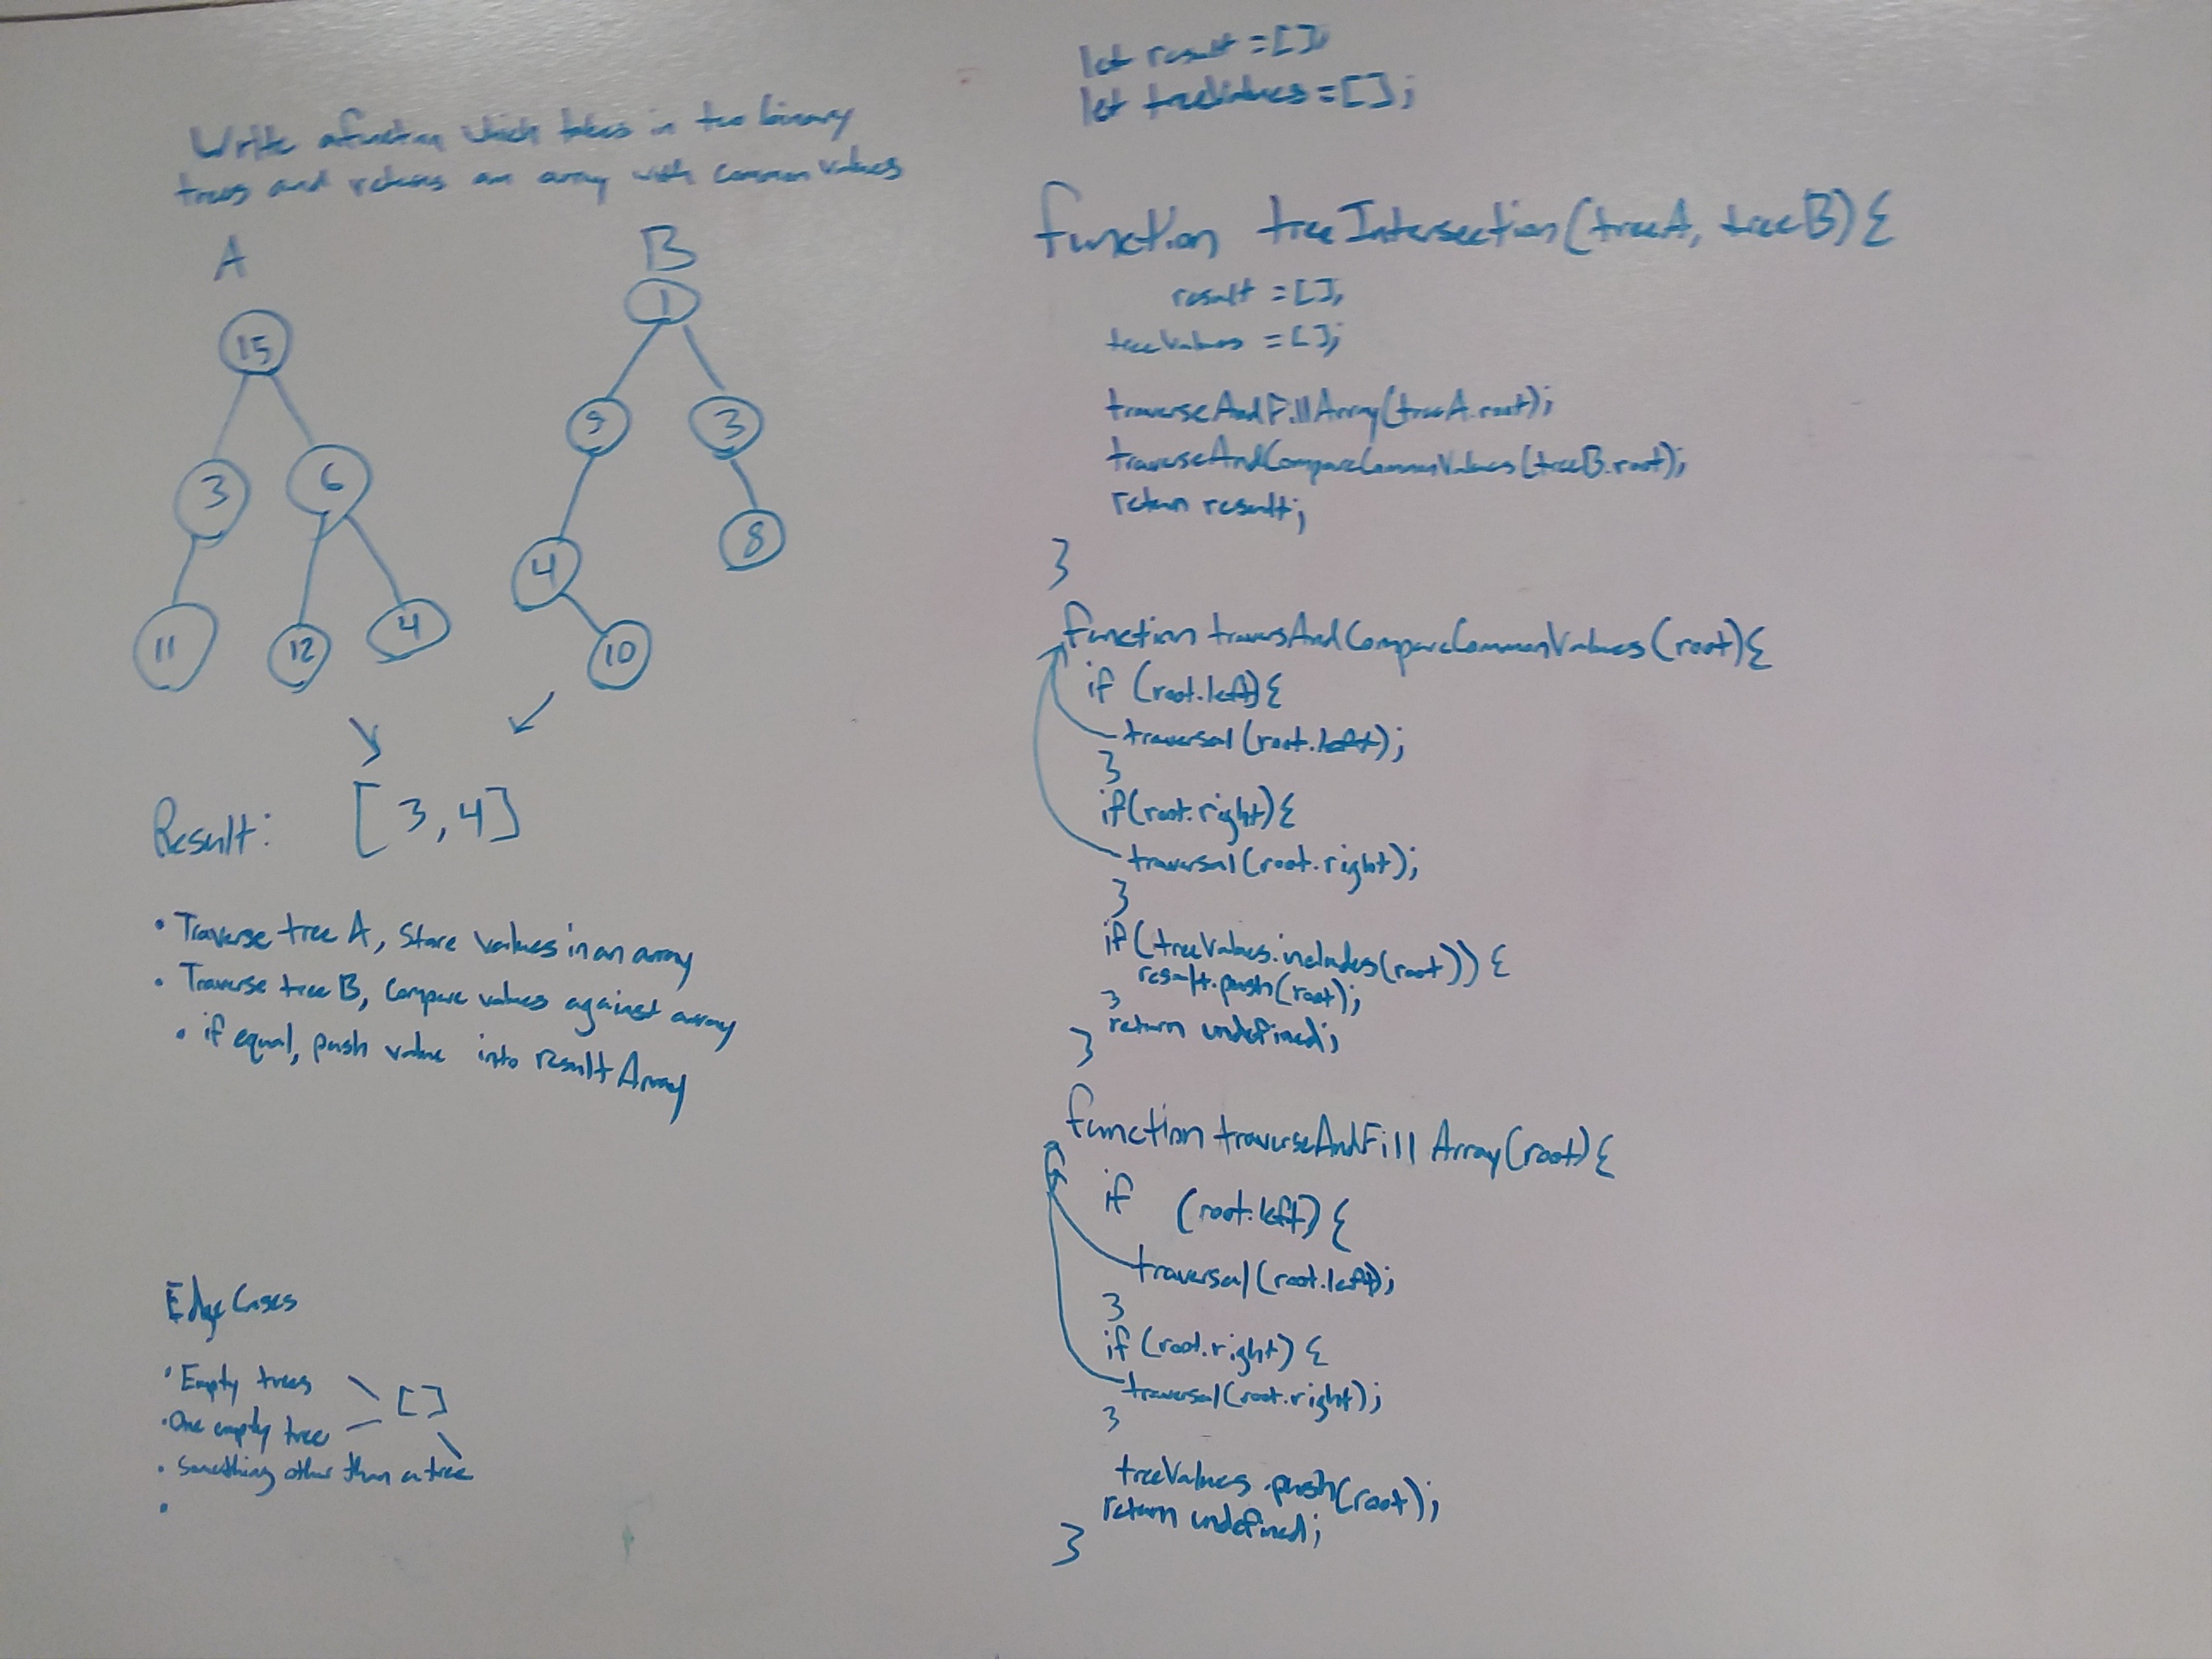 Write a function which takes in two binary
trees and returns an array with common values
A
B
15
3
6
11
12
4
1
9
3
4
8
10
Result: [3, 4]
• Traverse tree A, Store values in an array
• Traverse tree B, Compare values against array
• if equal, push value into result Array
Edge Cases
• Empty trees
• One empty tree
[]
• Something other than a tree
let result = [];
let treeValues = [];
function treeIntersection(treeA, treeB) {
result = [];
treeValues = [];
traverseAndFillArray(treeA.root);
traverseAndCompareCommonValues(treeB.root);
return result;
}
function traversAndCompareCommonValues(root){
if (root.left){
traversal (root.left);
}
if(root.right){
traversal(root.right);
}
if(treeValues.includes(root)) {
result.push(root);
}
return undefined;
}
function traverseAndFill Array(root){
if (root.left) {
traversal(root.left);
}
if (root.right) {
traversal(root.right);
}
treeValues.push(root);
return undefined;
}